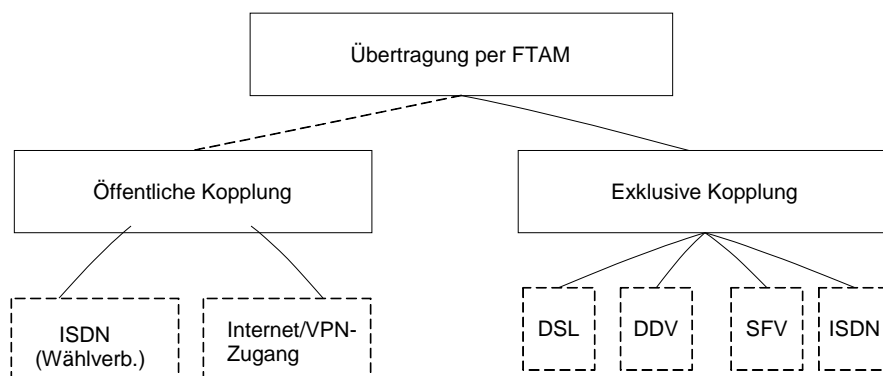 Übertragung per FTAM
Öffentliche Kopplung
Exklusive Kopplung
ISDN
(Wählverb.)
Internet/VPN-
Zugang
DSL
DDV
SFV
ISDN